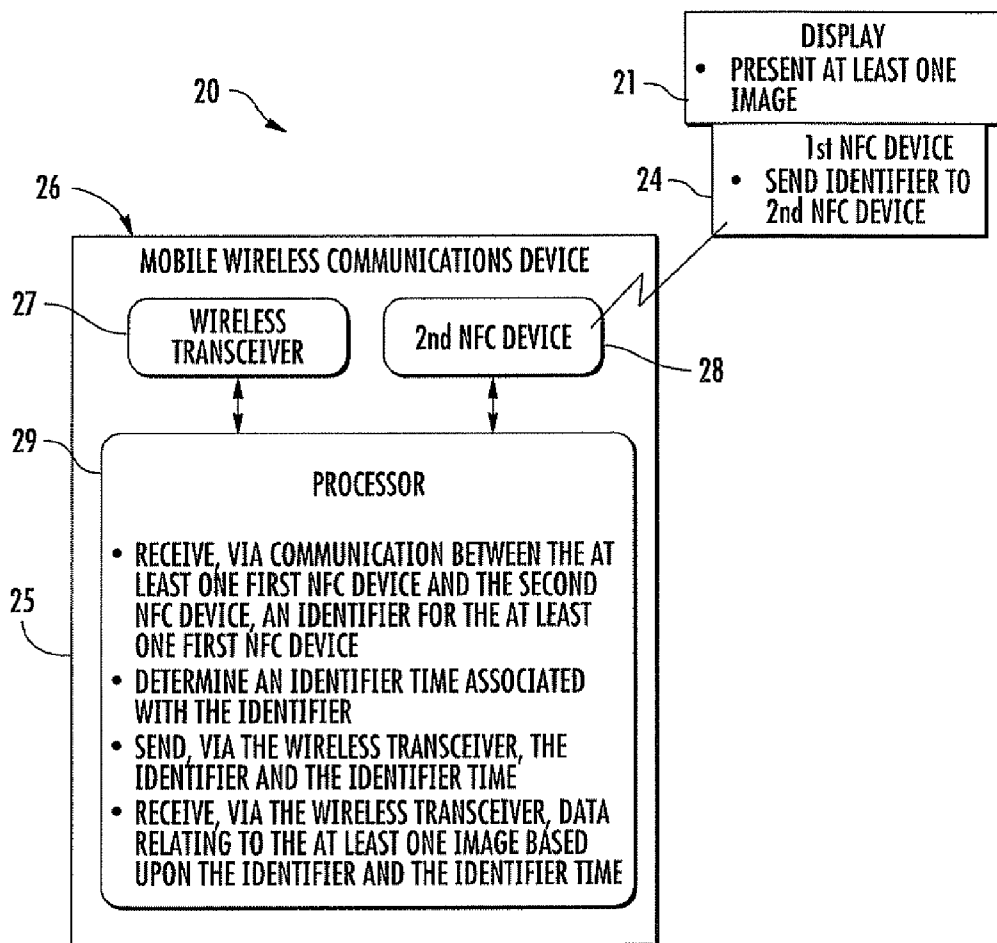 DISPLAY
• PRESENT AT LEAST ONE
IMAGE
21
20
1st NFC DEVICE
• SEND IDENTIFIER TO
2nd NFC DEVICE
24
26
MOBILE WIRELESS COMMUNICATIONS DEVICE
27
WIRELESS
TRANSCEIVER
2nd NFC DEVICE
28
29
PROCESSOR
• RECEIVE, VIA COMMUNICATION BETWEEN THE AT
LEAST ONE FIRST NFC DEVICE AND THE SECOND
NFC DEVICE, AN IDENTIFIER FOR THE AT LEAST
ONE FIRST NFC DEVICE
25
• DETERMINE AN IDENTIFIER TIME ASSOCIATED
WITH THE IDENTIFIER
• SEND, VIA THE WIRELESS TRANSCEIVER, THE
IDENTIFIER AND THE IDENTIFIER TIME
• RECEIVE, VIA THE WIRELESS TRANSCEIVER, DATA
RELATING TO THE AT LEAST ONE IMAGE BASED
UPON THE IDENTIFIER AND THE IDENTIFIER TIME